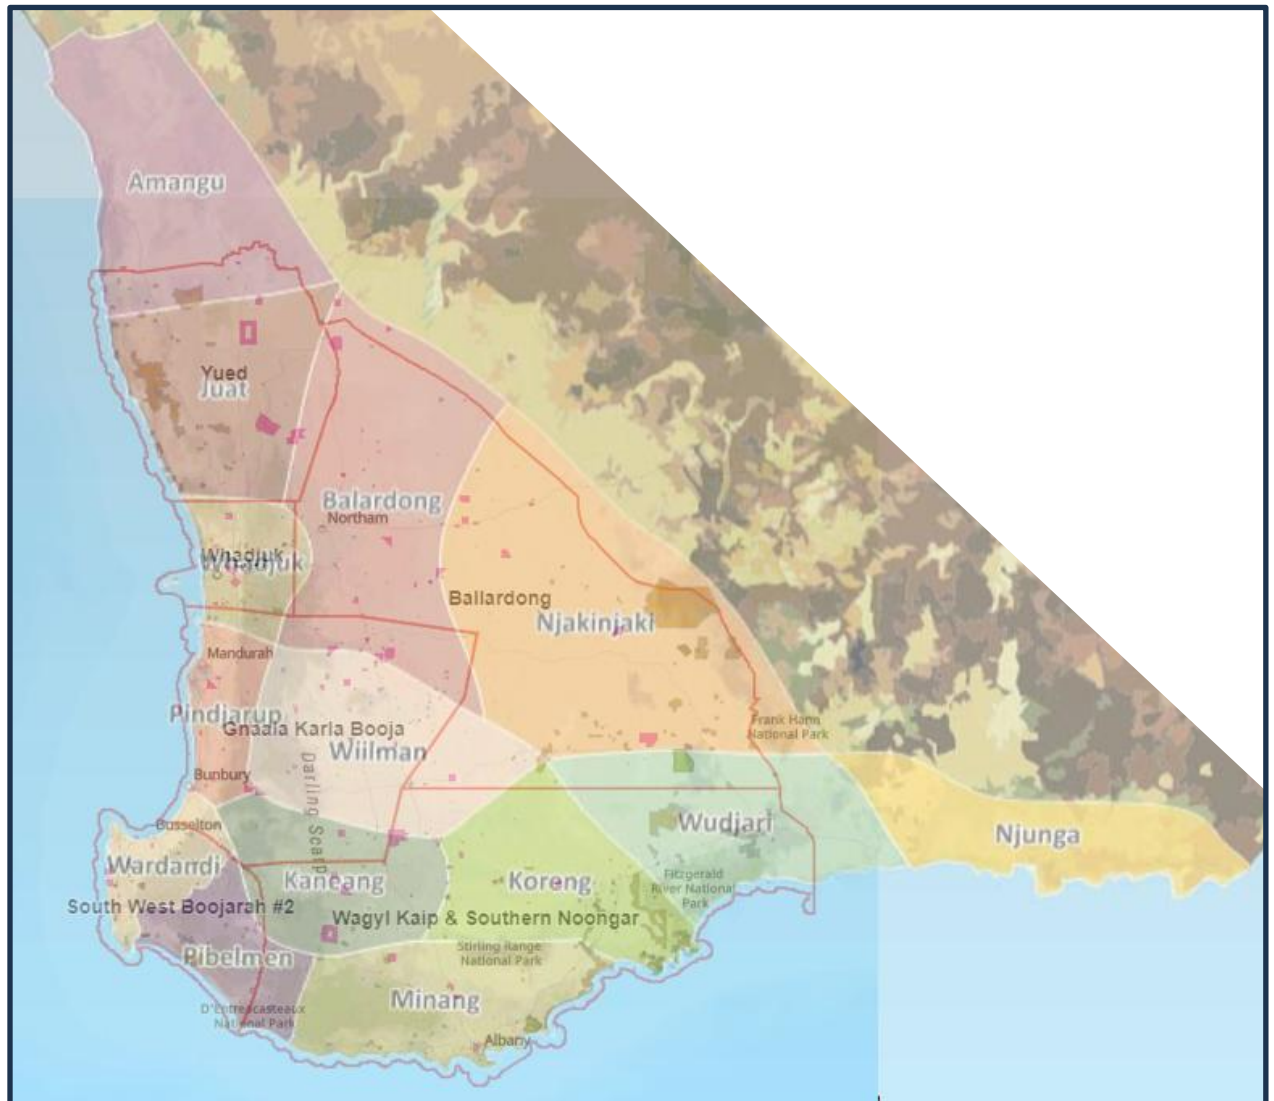 Amangu
Yued
Juat
Balardong
Northam
Whadjuk
Whadjuk
Ballardong
Njakinjaki
Mandurah
Pindjarup
Gnaala Karla Booja
Wiilman
Frank Hann
National Park
Bunbury
Darling Scarp
Busselton
Wudjari
Njunga
Wardandi
Kaneang
Koreng
Fitzgerald
River National
Park
South West Boojarah #2
Wagyl Kaip & Southern Noongar
Pibelmen
Stirling Range
National Park
Minang
D'Entrecasteaux
National Park
Albany